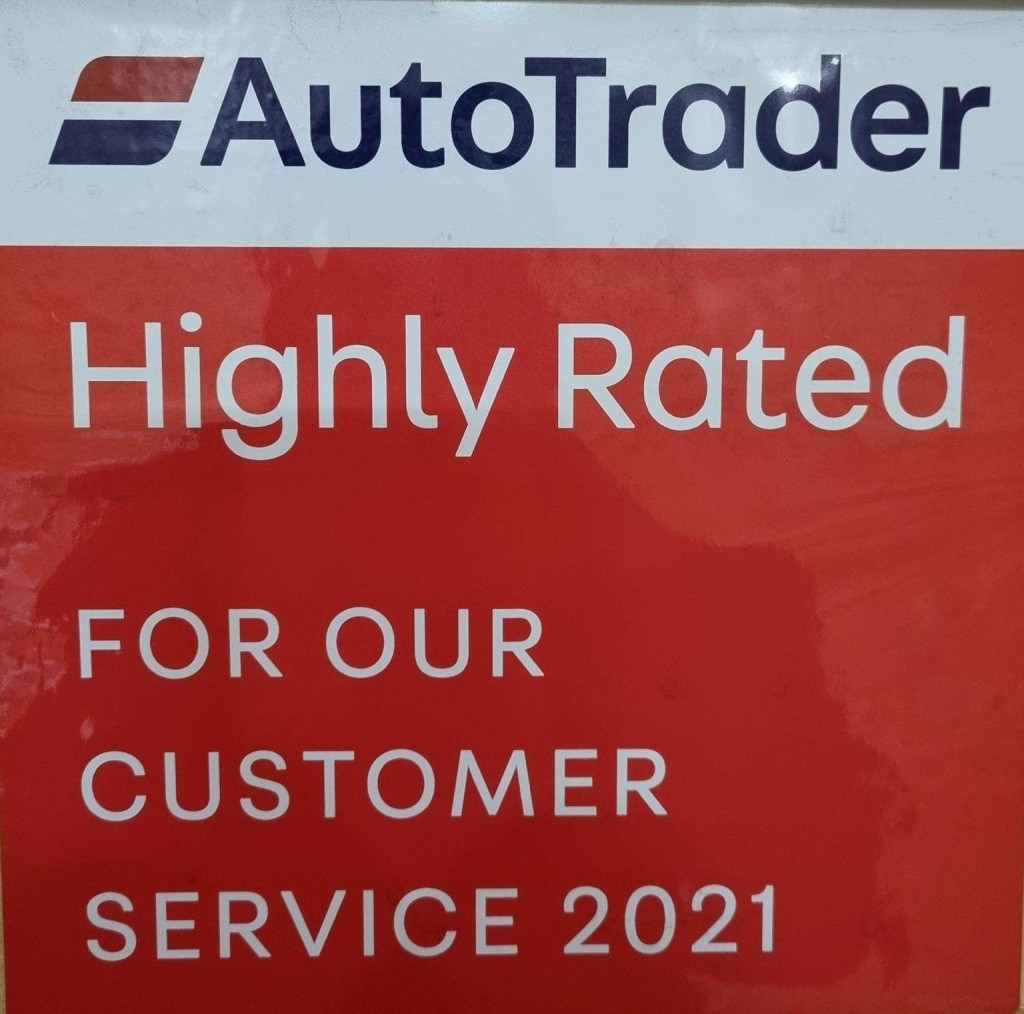 AutoTrader
Highly Rated
FOR OUR
CUSTOMER
SERVICE 2021